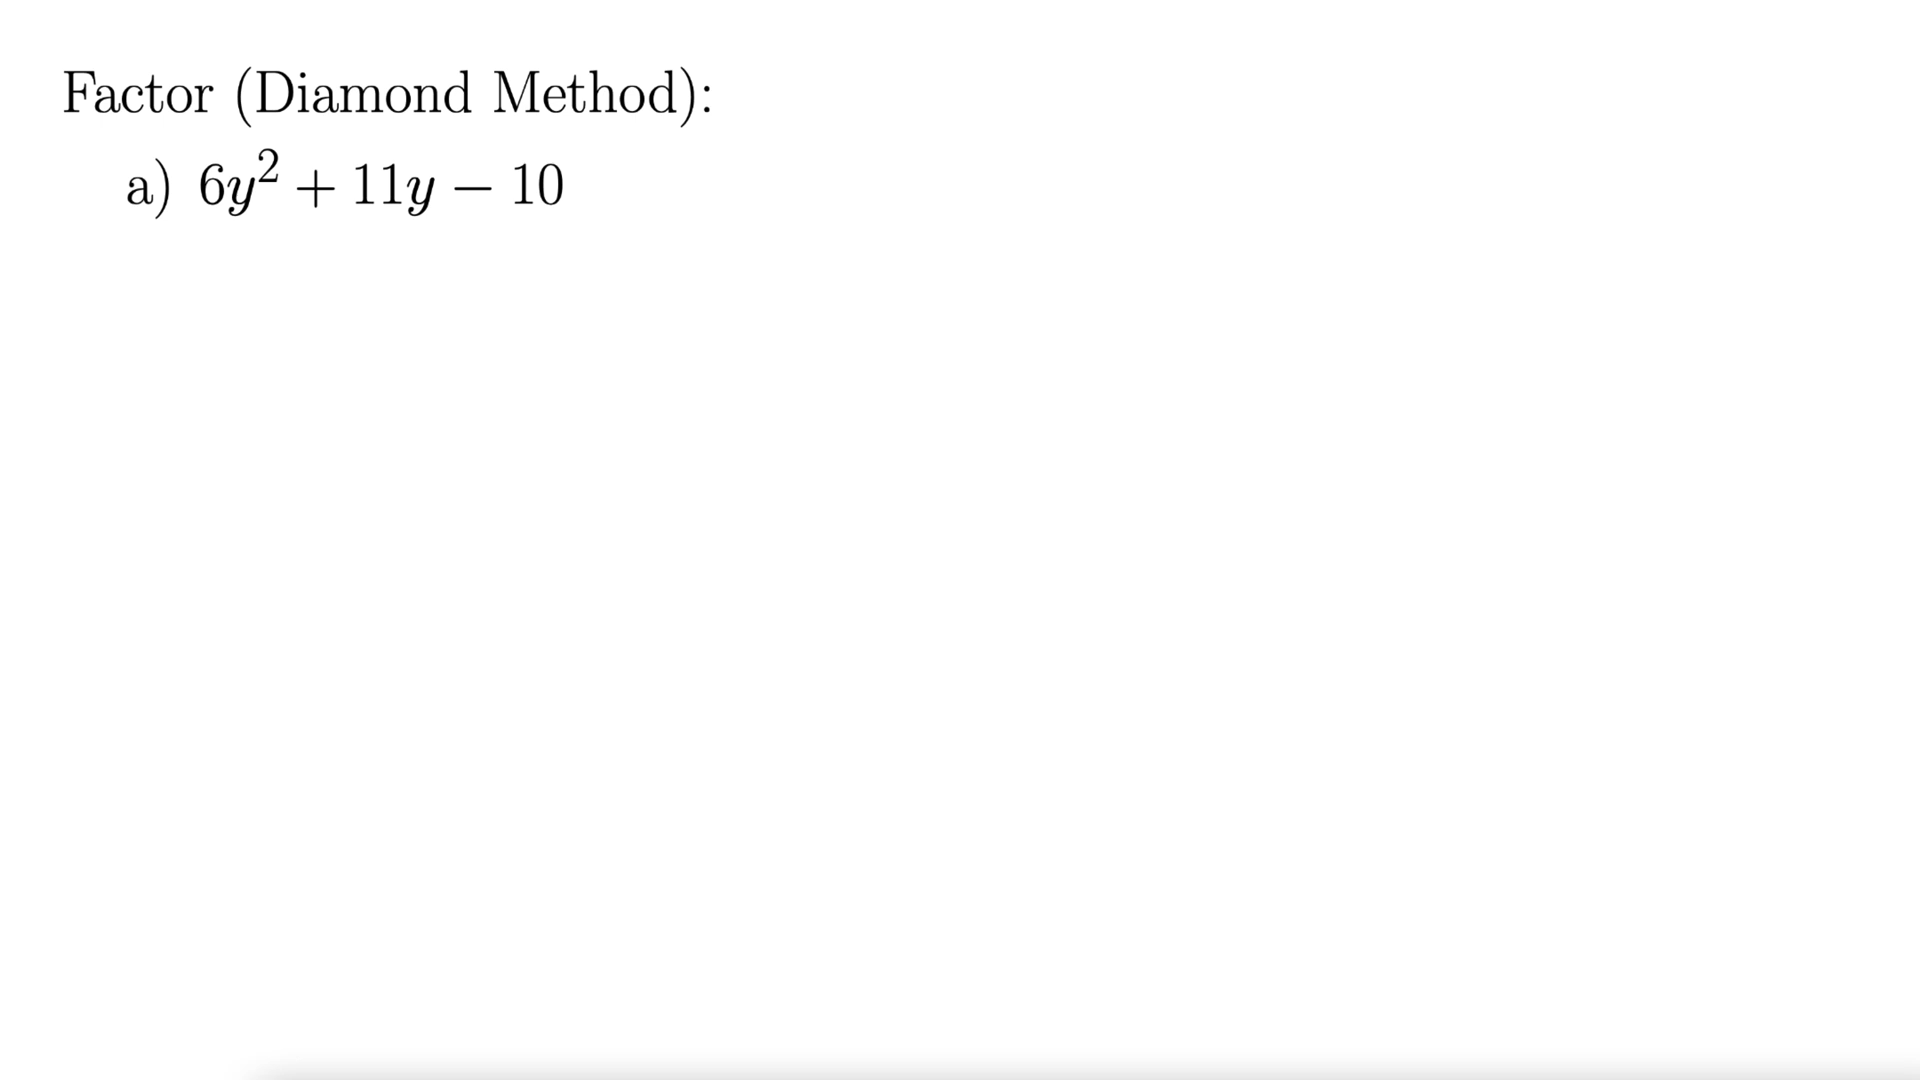 Factor (Diamond Method):
a) 6y² + 11y − 10